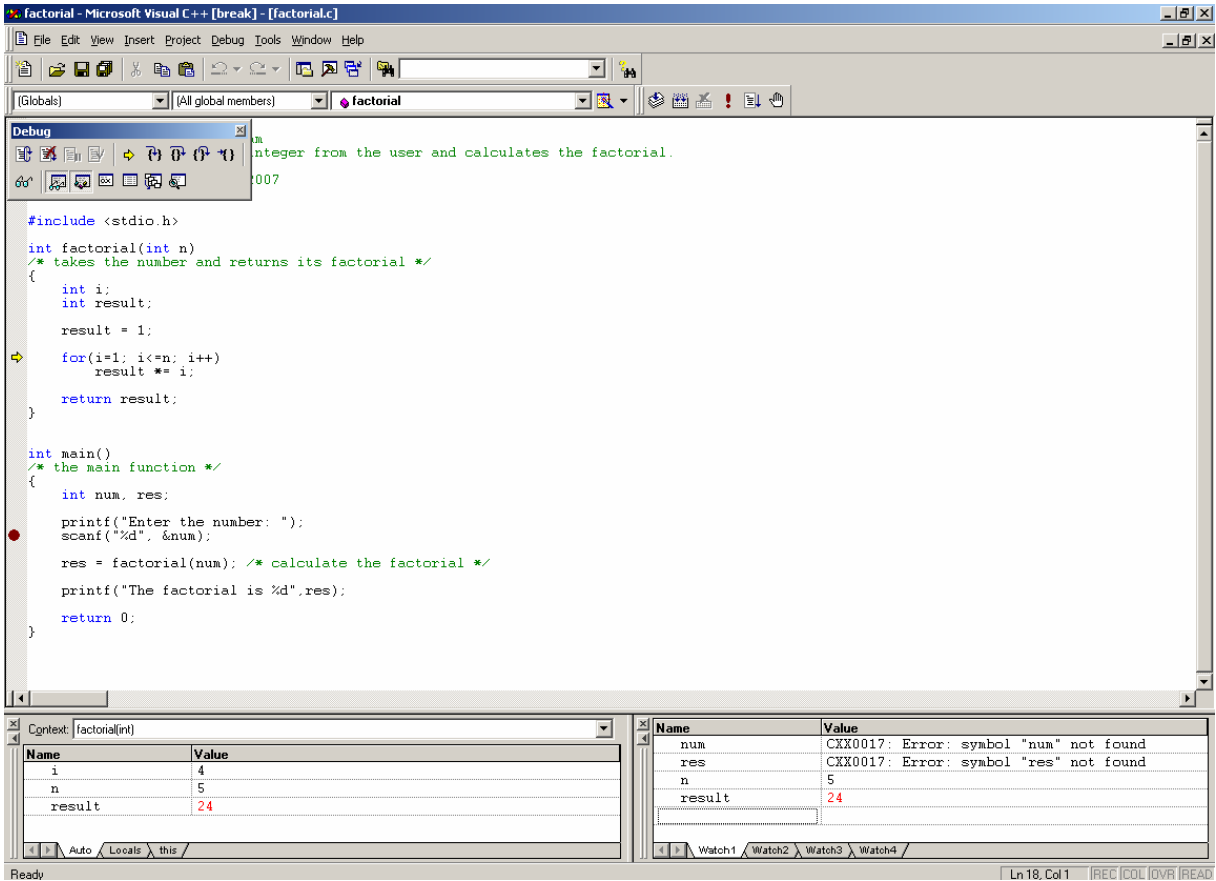 factorial - Microsoft Visual C++ [break] - [factorial.c]
File Edit View Insert Project Debug Tools Window Help
(Globals) (All global members) factorial
Debug
nteger from the user and calculates the factorial.
2007
#include <stdio.h>
int factorial(int n)
/* takes the number and returns its factorial */
{
int i;
int result;
result = 1;
for(i=1; i<=n; i++)
result *= i;
return result;
}
int main()
/* the main function */
{
int num, res;
printf("Enter the number: ");
scanf("%d", &num);
res = factorial(num); /* calculate the factorial */
printf("The factorial is %d",res);
return 0;
}
Context: factorial(int)
Name Value
i 4
n 5
result 24
Auto Locals this
Name Value
num CXX0017: Error: symbol "num" not found
res CXX0017: Error: symbol "res" not found
n 5
result 24
Watch1 Watch2 Watch3 Watch4
Ready
Ln 18, Col 1 REC COL OVR READ